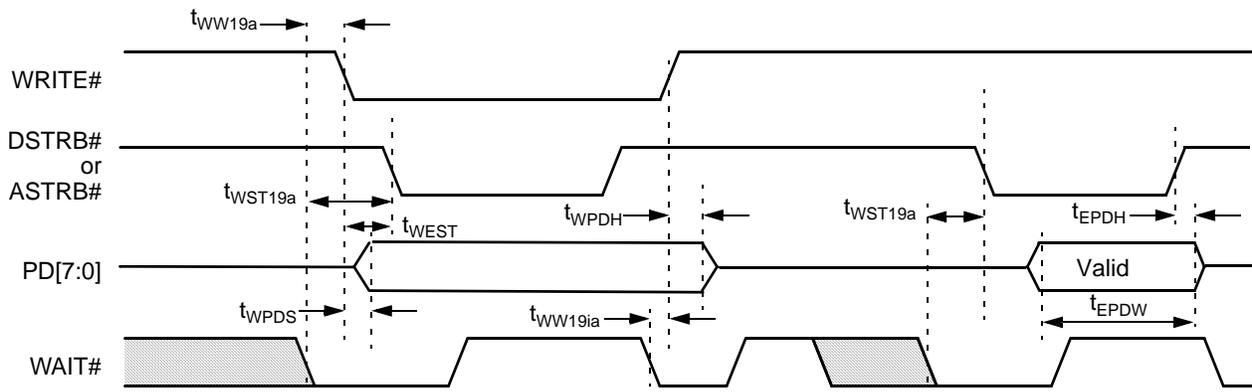 tWW19a
WRITE#
DSTRB#
or
ASTRB#
tWST19a
tWEST
tWPDH
tWST19a
tEPDH
PD[7:0]
Valid
tWPDS
tWW19ia
tEPDW
WAIT#